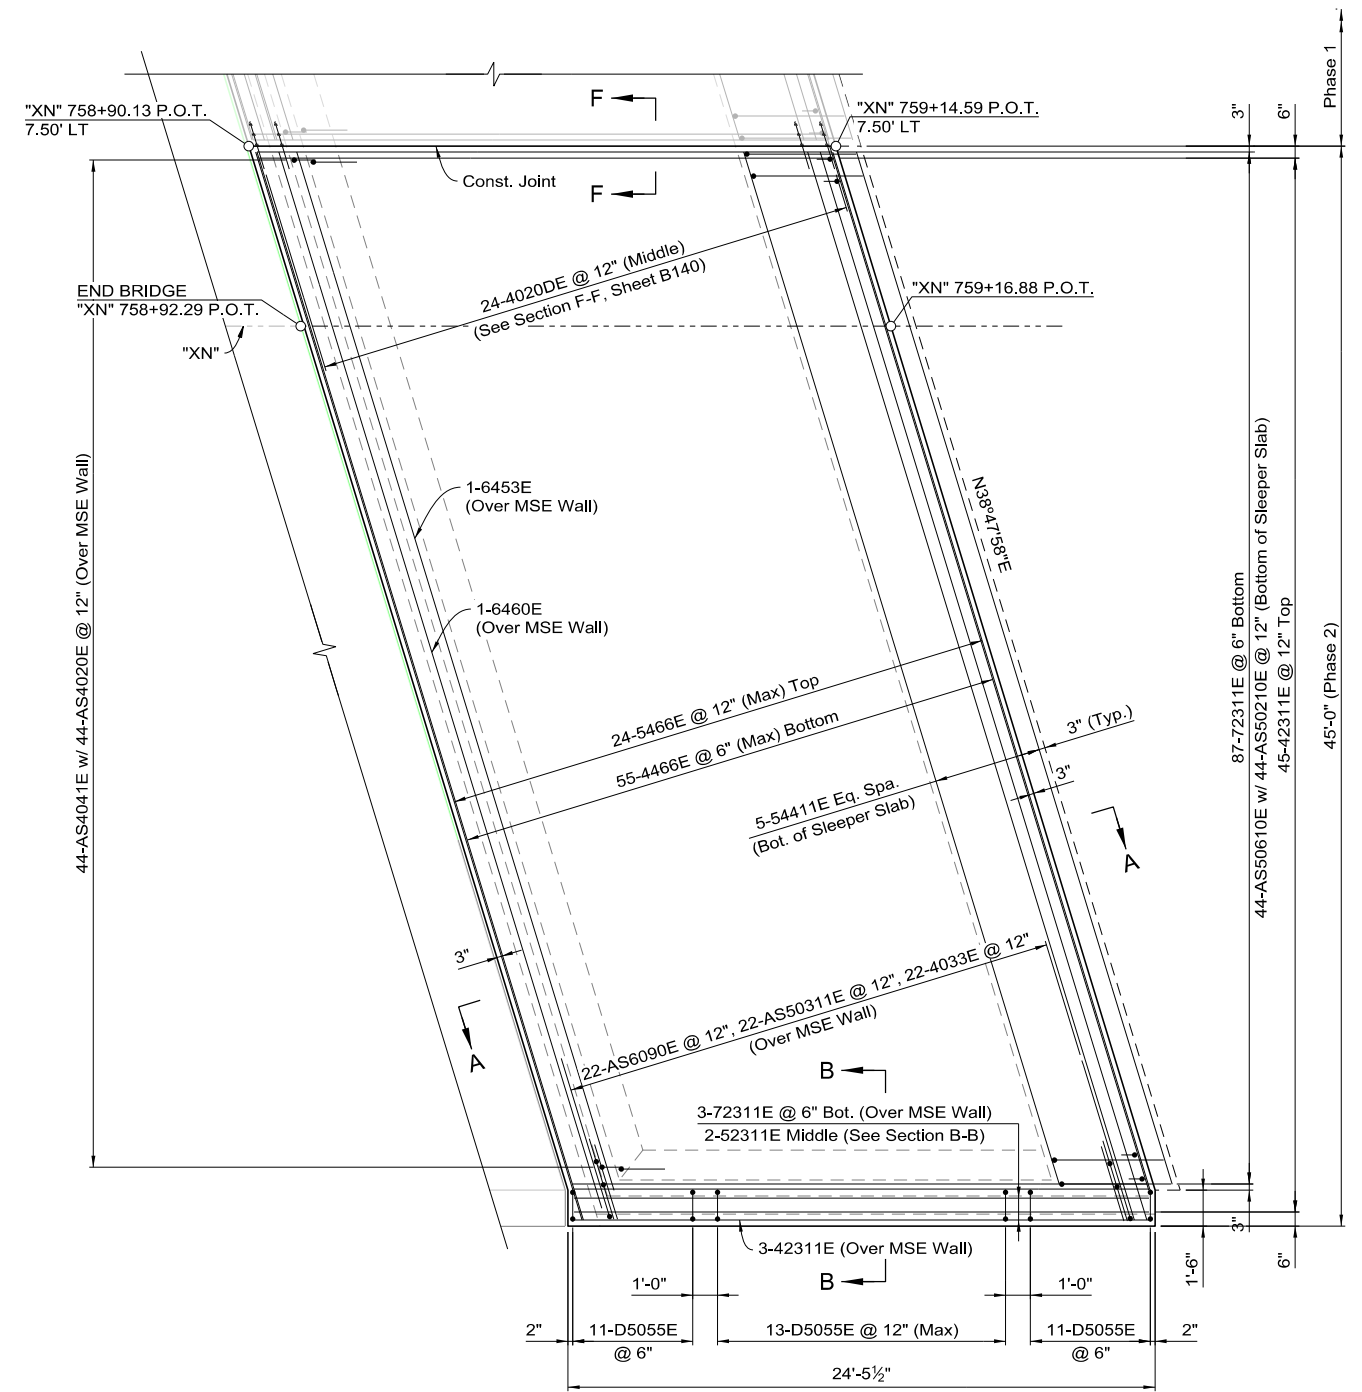 "XN" 758+90.13 P.O.T.
7.50' LT
F
"XN" 759+14.59 P.O.T.
7.50' LT
3"
6"
Phase 1
Const. Joint
F
24-4020DE @ 12" (Middle)
(See Section F-F, Sheet B140)
END BRIDGE
"XN" 758+92.29 P.O.T.
"XN" 759+16.88 P.O.T.
"XN"
44-AS4041E w/ 44-AS4020E @ 12" (Over MSE Wall)
1-6453E
(Over MSE Wall)
N38°47'58"E
1-6460E
(Over MSE Wall)
87-72311E @ 6" Bottom
44-AS50610E w/ 44-AS50210E @ 12" (Bottom of Sleeper Slab)
45-42311E @ 12" Top
45'-0" (Phase 2)
24-5466E @ 12" (Max) Top
55-4466E @ 6" (Max) Bottom
3" (Typ.)
3"
5-54411E Eq. Spa.
(Bot. of Sleeper Slab)
A
3"
22-AS6090E @ 12", 22-AS50311E @ 12", 22-4033E @ 12"
(Over MSE Wall)
A
B
3-72311E @ 6" Bot. (Over MSE Wall)
2-52311E Middle (See Section B-B)
3-42311E (Over MSE Wall)
B
3"
1'-6"
6"
1'-0"
1'-0"
2"
11-D5055E
@ 6"
13-D5055E @ 12" (Max)
11-D5055E
@ 6"
2"
24'-5½"